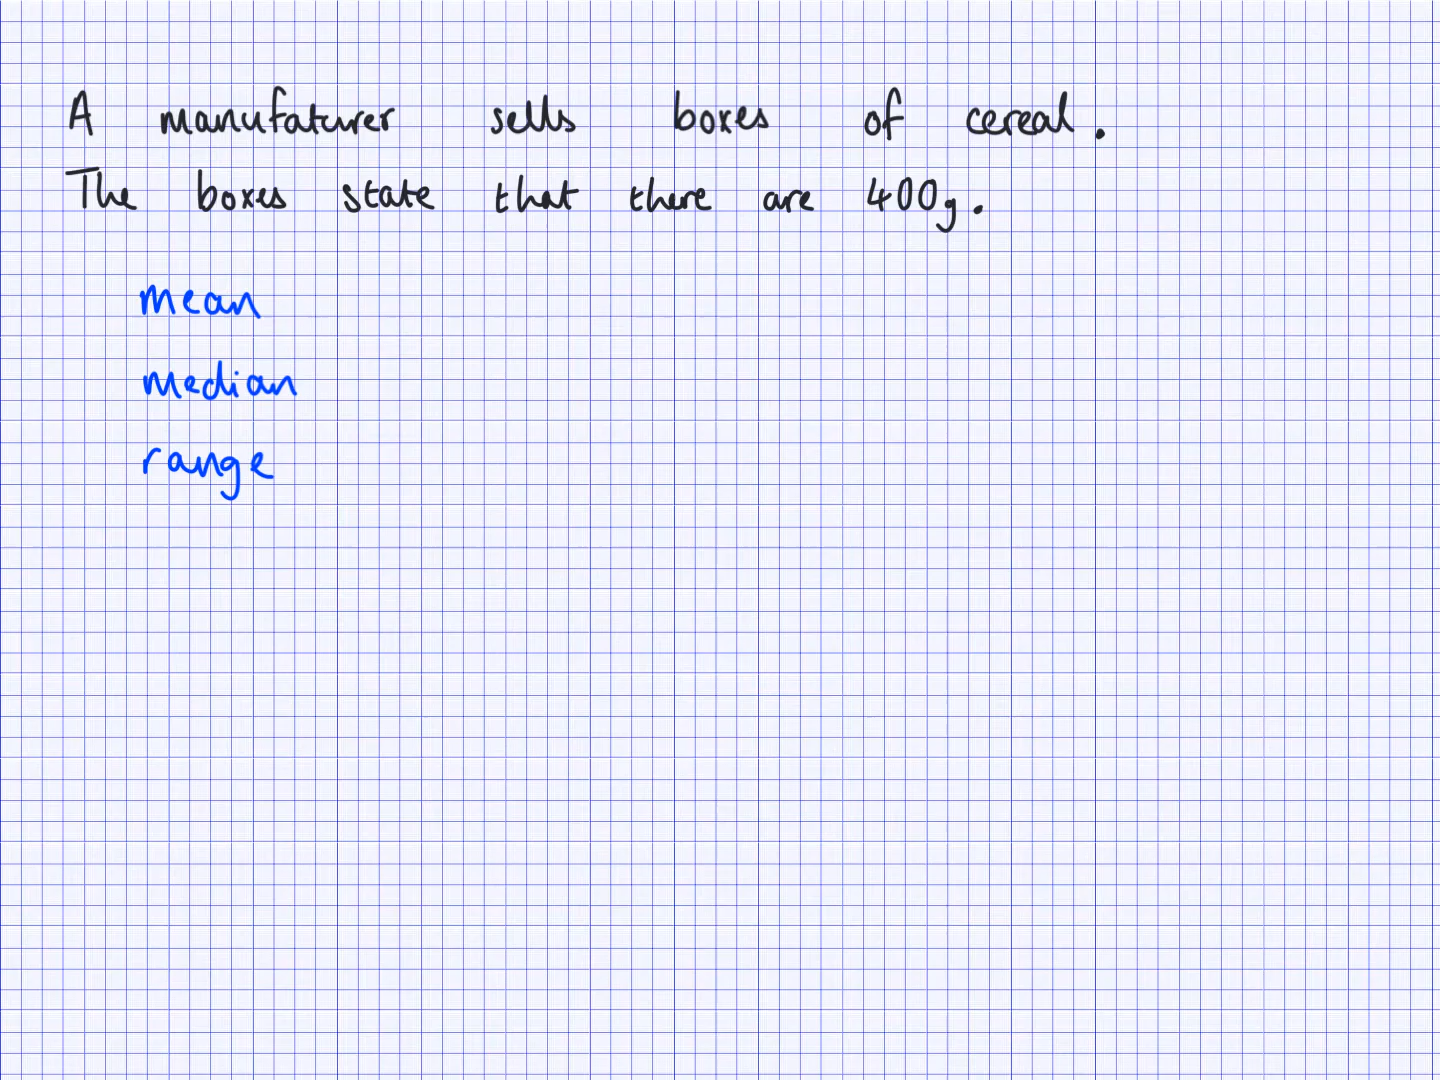 A manufaturer sells boxes of cereal.
The boxes state that there are 400g.
mean
median
range